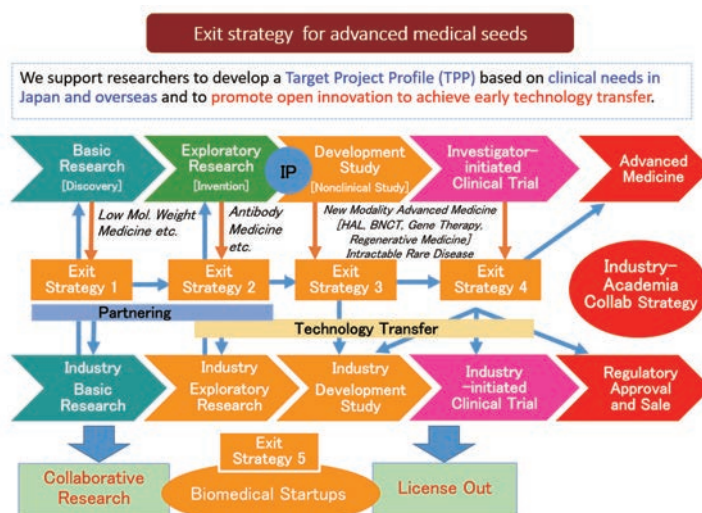 Exit strategy for advanced medical seeds
We support researchers to develop a Target Project Profile (TPP) based on clinical needs in
Japan and overseas and to promote open innovation to achieve early technology transfer.
Basic
Research
[Discovery]
Exploratory
Research
[Invention]
IP
Development
Study
[Nonclinical Study]
Investigator-
initiated
Clinical Trial
Advanced
Medicine
Low Mol. Weight
Medicine etc.
Antibody
Medicine
etc.
New Modality Advanced Medicine
[HAL, BNCT, Gene Therapy,
Regenerative Medicine]
Intractable Rare Disease
Exit
Strategy 1
Exit
Strategy 2
Exit
Strategy 3
Exit
Strategy 4
Industry-
Academia
Collab Strategy
Partnering
Technology Transfer
Industry
Basic
Research
Industry
Exploratory
Research
Industry
Development
Study
Industry
-initiated
Clinical Trial
Regulatory
Approval
and Sale
Collaborative
Research
Exit
Strategy 5
Biomedical Startups
License Out